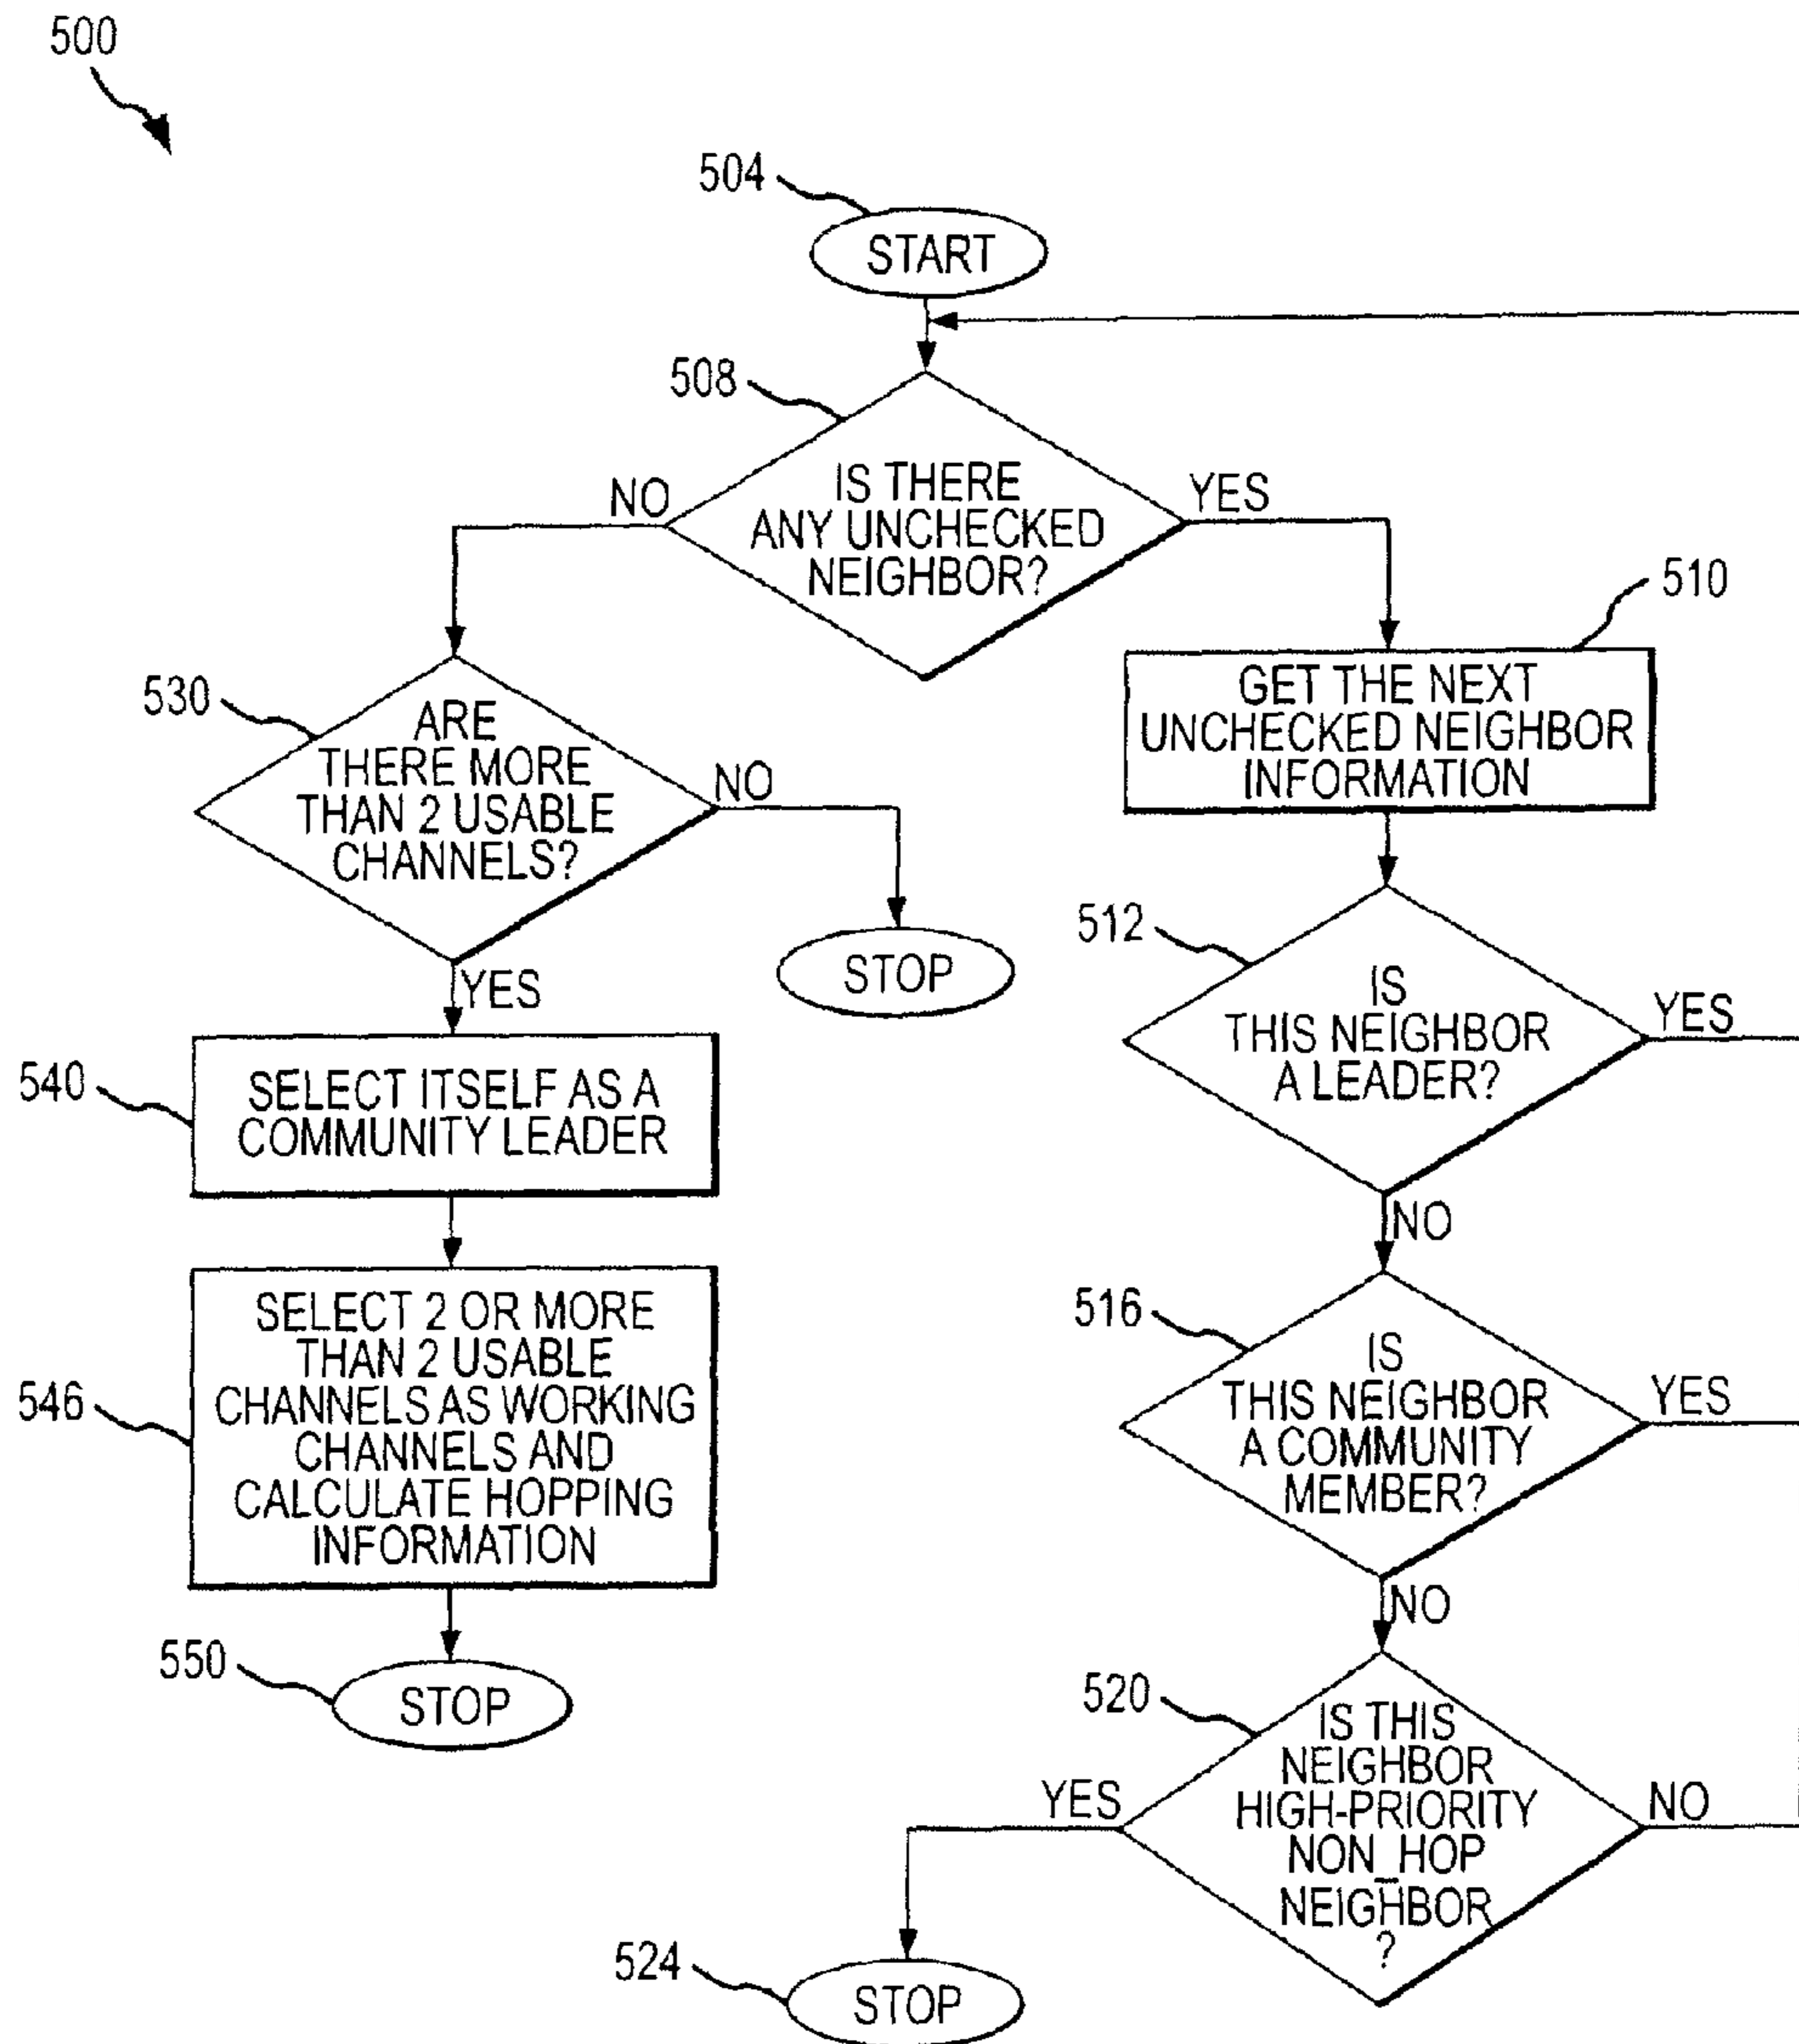 500
504
START
508
IS THERE
ANY UNCHECKED
NEIGHBOR?
NO
YES
510
GET THE NEXT
UNCHECKED NEIGHBOR
INFORMATION
530
ARE
THERE MORE
THAN 2 USABLE
CHANNELS?
NO
STOP
YES
512
IS
THIS NEIGHBOR
A LEADER?
YES
NO
540
SELECT ITSELF AS A
COMMUNITY LEADER
516
IS
THIS NEIGHBOR
A COMMUNITY
MEMBER?
YES
NO
546
SELECT 2 OR MORE
THAN 2 USABLE
CHANNELS AS WORKING
CHANNELS AND
CALCULATE HOPPING
INFORMATION
550
STOP
520
IS THIS
NEIGHBOR
HIGH-PRIORITY
NON_HOP
NEIGHBOR
?
YES
NO
524
STOP